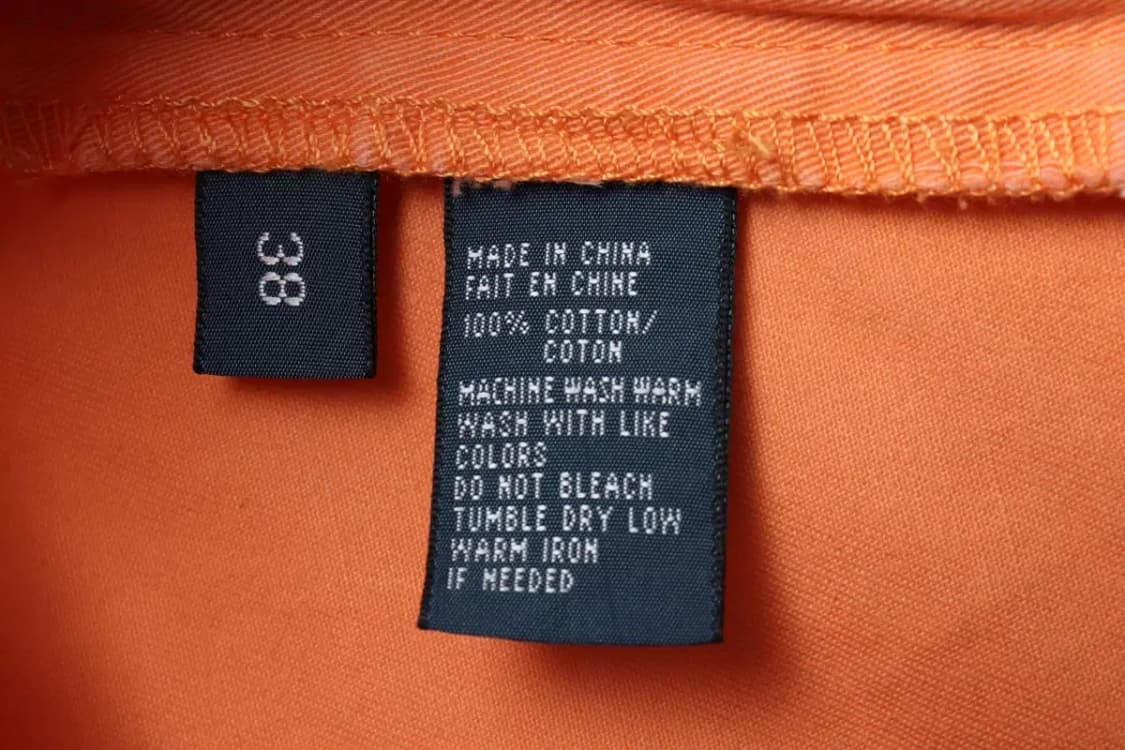 38
MADE IN CHINA
FAIT EN CHINE
100% COTTON/
COTON
MACHINE WASH WARM
WASH WITH LIKE
COLORS
DO NOT BLEACH
TUMBLE DRY LOW
WARM IRON
IF NEEDED